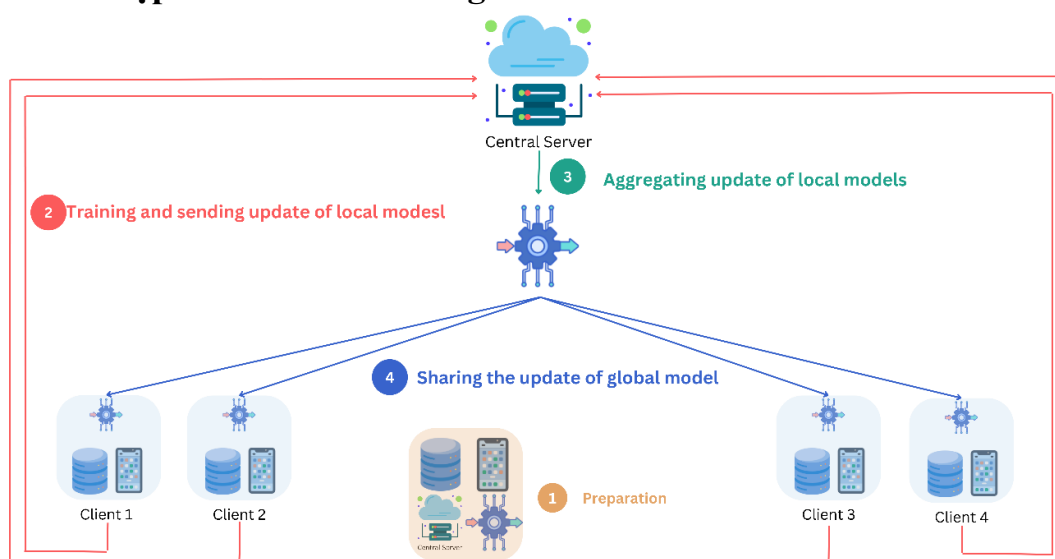 Central Server
3
Aggregating update of local models
2
Training and sending update of local modesl
4
Sharing the update of global model
Client 1
Client 2
Central Server
1
Preparation
Client 3
Client 4